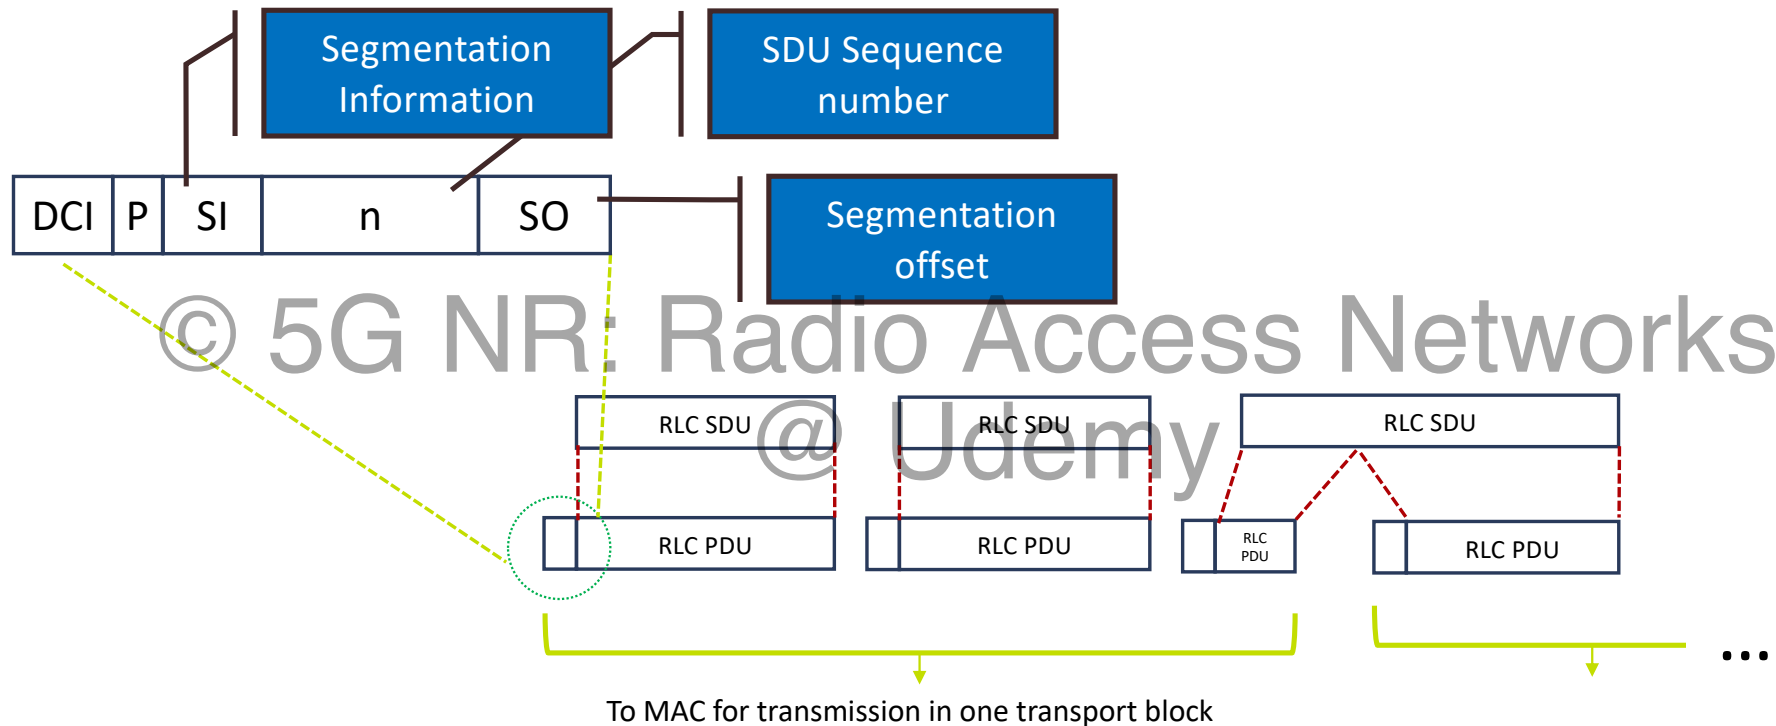 Segmentation
Information
SDU Sequence
number
DCI P SI n SO
Segmentation
offset
© 5G NR: Radio Access Networks
@ Udemy
RLC SDU RLC SDU RLC SDU
RLC PDU RLC PDU RLC
PDU RLC PDU
...
To MAC for transmission in one transport block